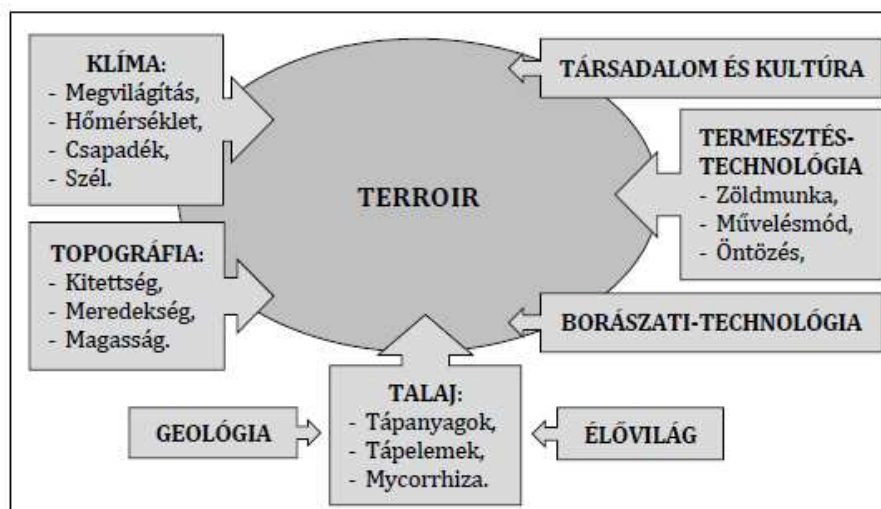 KLÍMA:
- Megvilágítás,
- Hőmérséklet,
- Csapadék,
- Szél.
TOPOGRÁFIA:
- Kitettség,
- Meredekség,
- Magasság.
TERROIR
TÁRSADALOM ÉS KULTÚRA
TERMESZTÉS-
TECHNOLÓGIA
- Zöldmunka,
- Művelésmód,
- Öntözés,
BORÁSZATI-TECHNOLÓGIA
GEOLÓGIA
TALAJ:
- Tápanyagok,
- Tápelemek,
- Mycorrhiza.
ÉLŐVILÁG